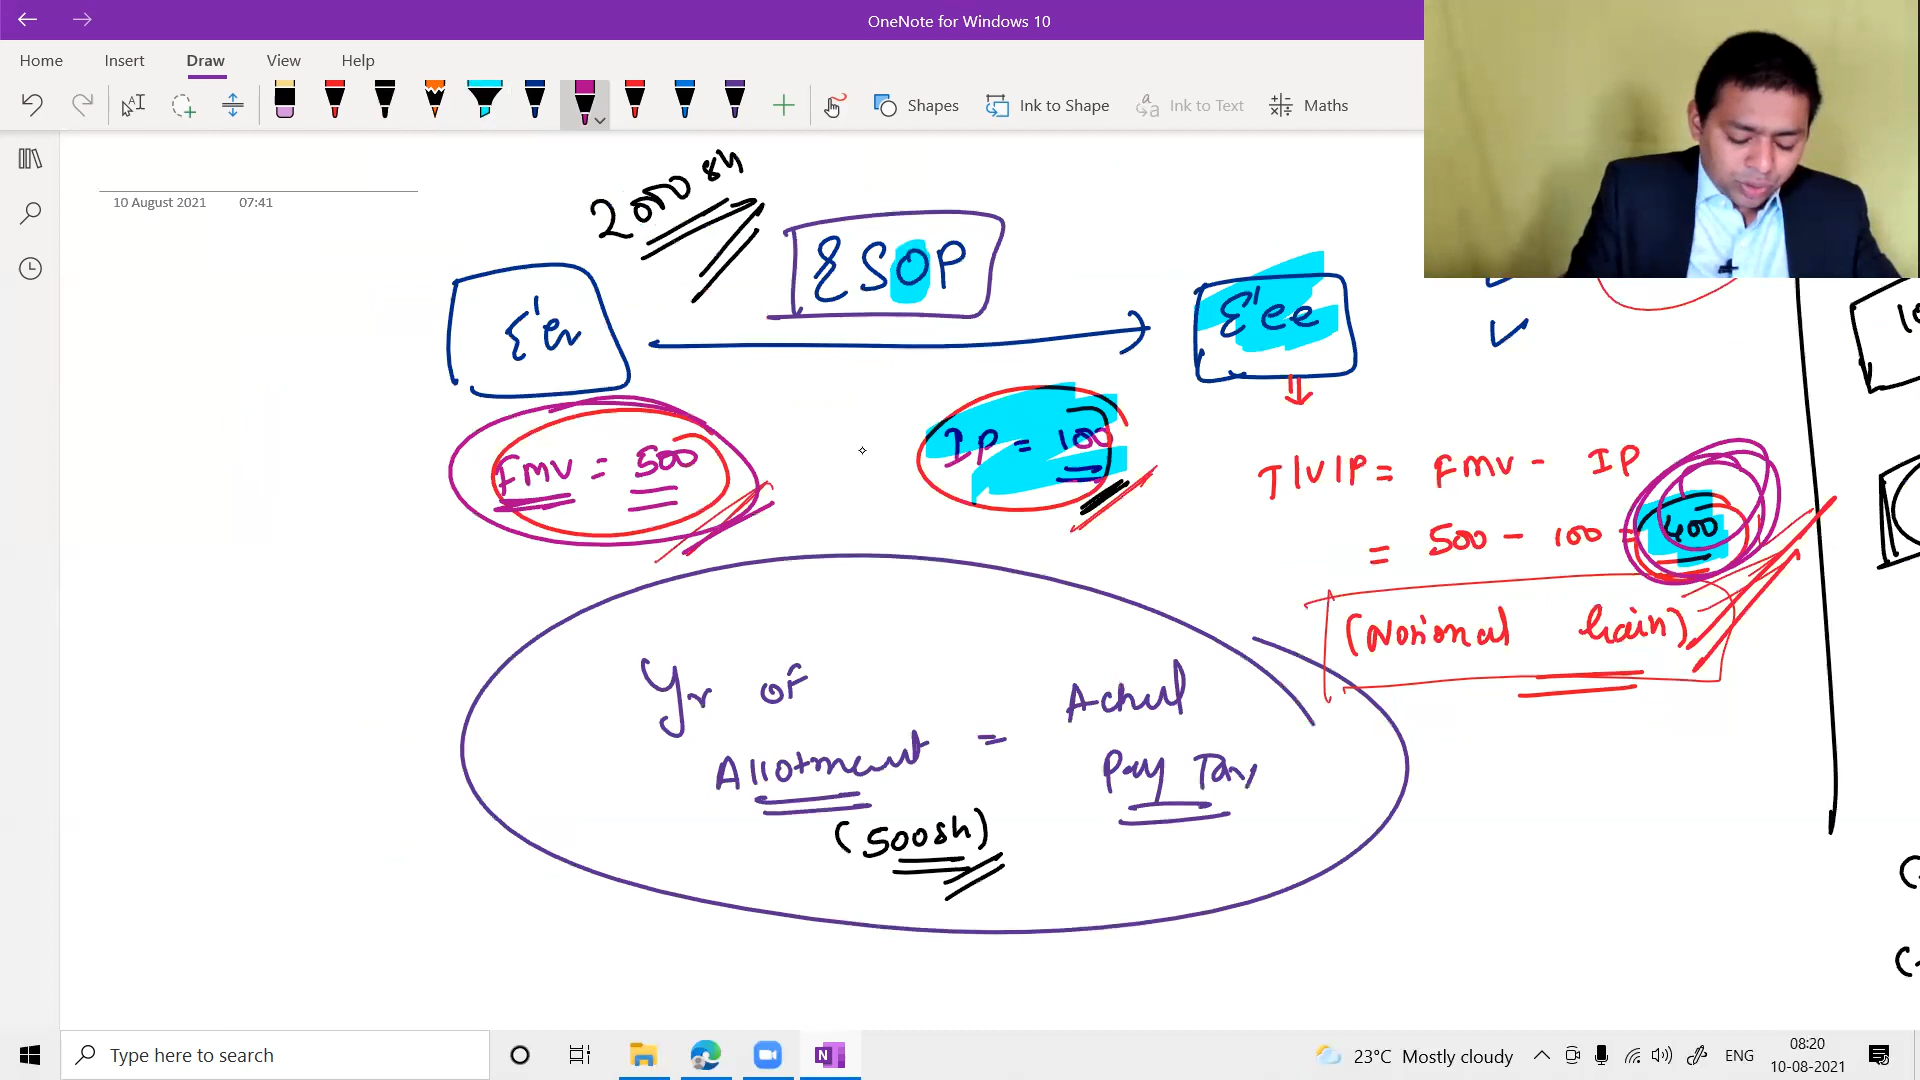 OneNote for Windows 10
Home Insert Draw View Help
Shapes Ink to Shape Ink to Text Maths
10 August 2021 07:41
2000 sh
ESOP
E'er
E'ee
FMV = 500
IP = 100
T/V/P = FMV - IP
= 500 - 100 = 400
(Notional Gain)
Yr of
Allotment = Actual
Pay Tax
(500sh)
Type here to search
23°C Mostly cloudy
ENG
08:20
10-08-2021